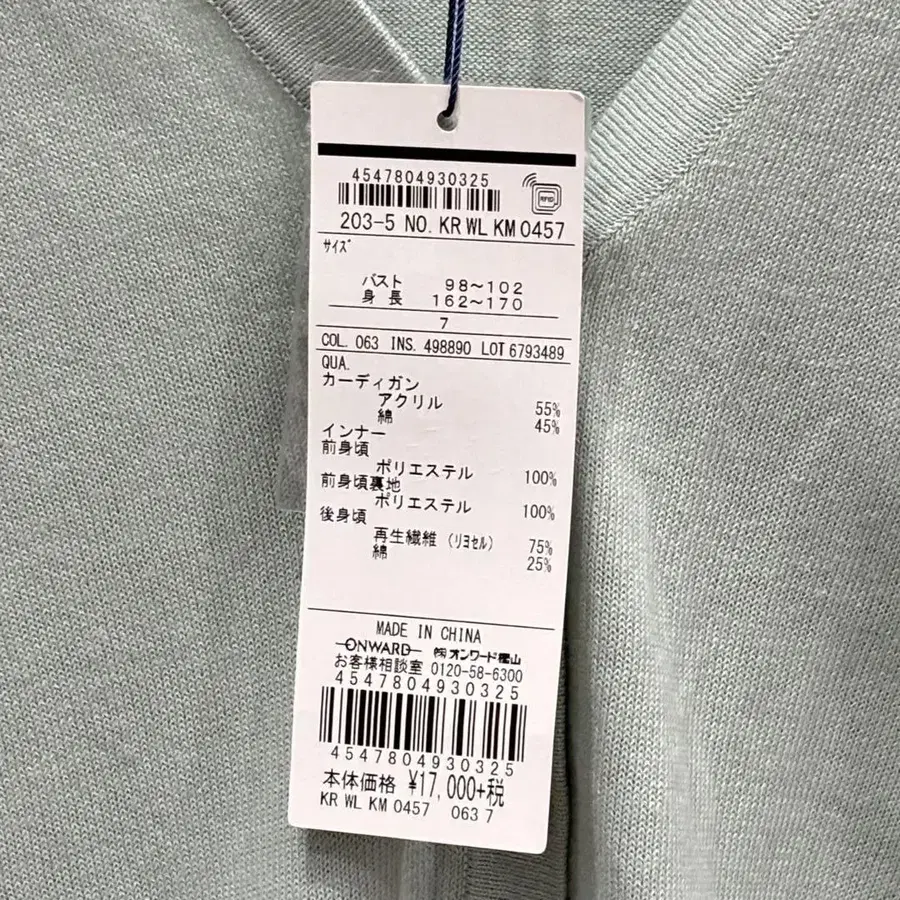 4547804930325
RFID
203-5 NO. KR WL KM 0457
サイズ
バスト 98～102
身長 162～170
7
COL. 063 INS. 498890 LOT 6793489
QUA.
カーディガン
アクリル 55%
綿 45%
インナー
前身頃
ポリエステル 100%
前身頃裏地
ポリエステル 100%
後身頃
再生繊維 (リヨセル) 75%
綿 25%
MADE IN CHINA
ONWARD ㈱オンワード樫山
お客様相談室 0120-58-6300
4547804930325
4547804930325
本体価格 ¥17,000+税
KR WL KM 0457 063 7